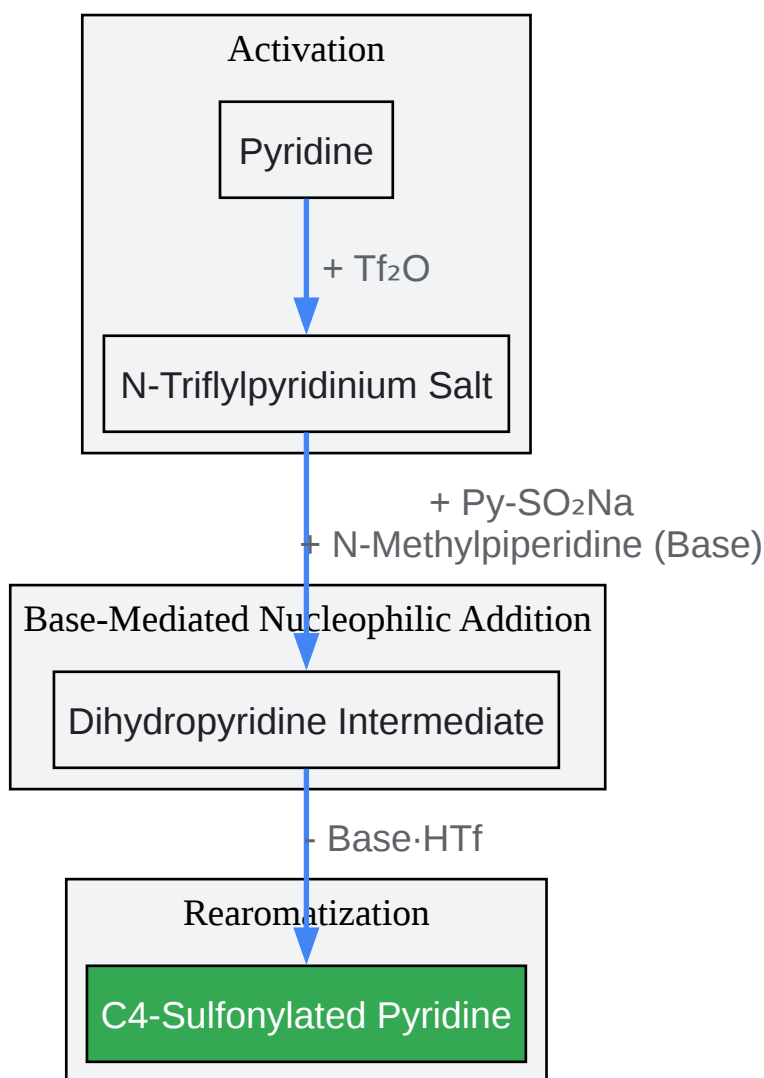 Activation
Pyridine
+ Tf₂O
N-Triflylpyridinium Salt
+ Py-SO₂Na
+ N-Methylpiperidine (Base)
Base-Mediated Nucleophilic Addition
Dihydropyridine Intermediate
- Base·HTf
Rearomatization
C4-Sulfonylated Pyridine